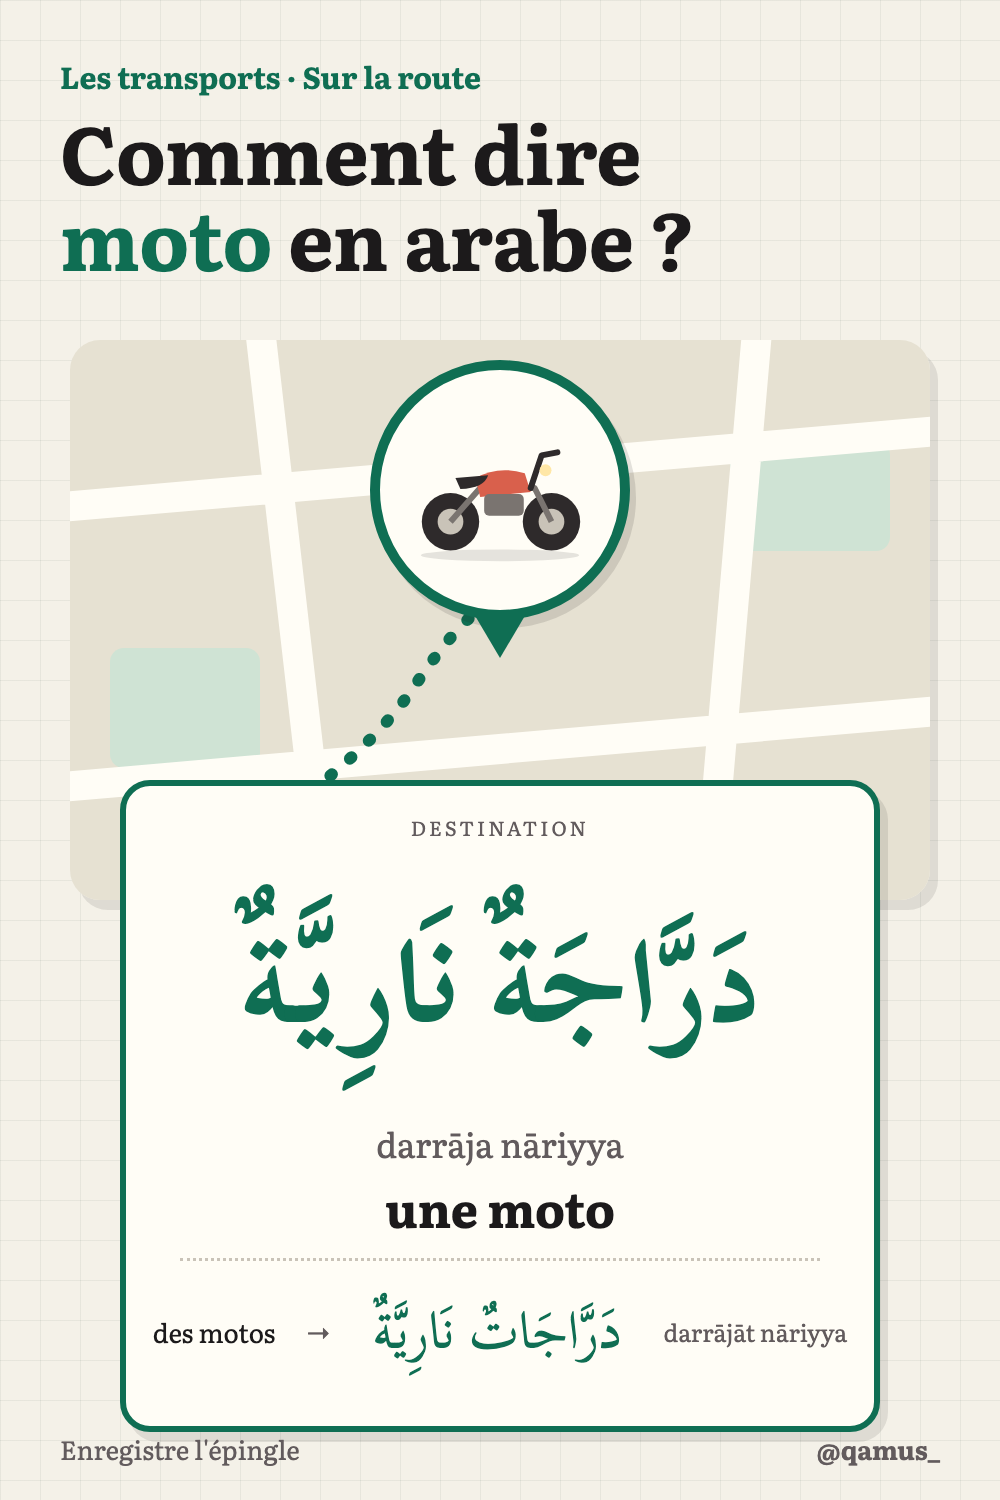 Les transports · Sur la route
Comment dire
moto en arabe ?
DESTINATION
دَرَّاجَةٌ نَارِيَّةٌ
darrāja nāriyya
une moto
des motos → دَرَّاجَاتٌ نَارِيَّةٌ darrājāt nāriyya
Enregistre l'épingle @qamus_